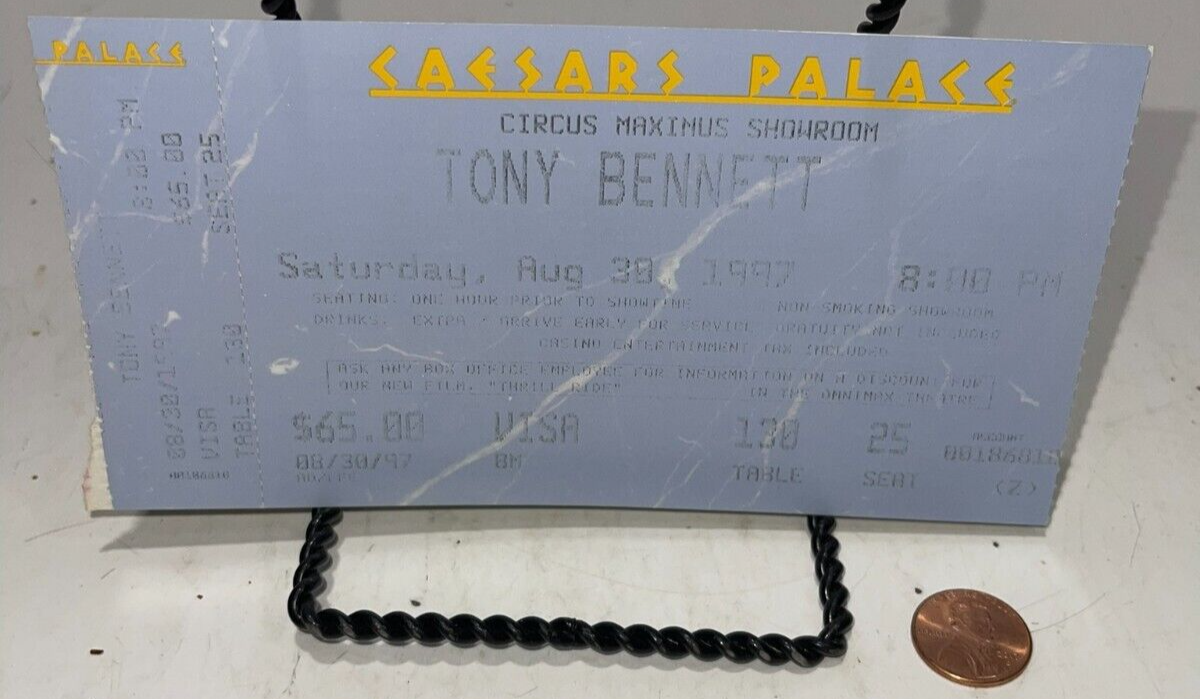 PALACE
TONY BENNE
8:00 PM
08/30/199
$65.00
VISA
SEAT 25
TABLE 130
CAESARS PALACE
CIRCUS MAXIMUS SHOWROOM
TONY BENNETT
Saturday, Aug 30, 1997 8:00 PM
SEATING: ONE HOUR PRIOR TO SHOWTIME NON-SMOKING SHOWROOM
DRINKS: EXTRA - ARRIVE EARLY FOR SERVICE GRATUITY NOT INCLUDED
CASINO ENTERTAINMENT TAX INCLUDED
ASK ANY BOX OFFICE EMPLOYEE FOR INFORMATION ON A DISCOUNT FOR
OUR NEW FILM, "THRILL RIDE" IN THE OMNIMAX THEATRE
$65.00 VISA 130 25 ACCOUNT
08/30/97 BM TABLE SEAT
(Z)